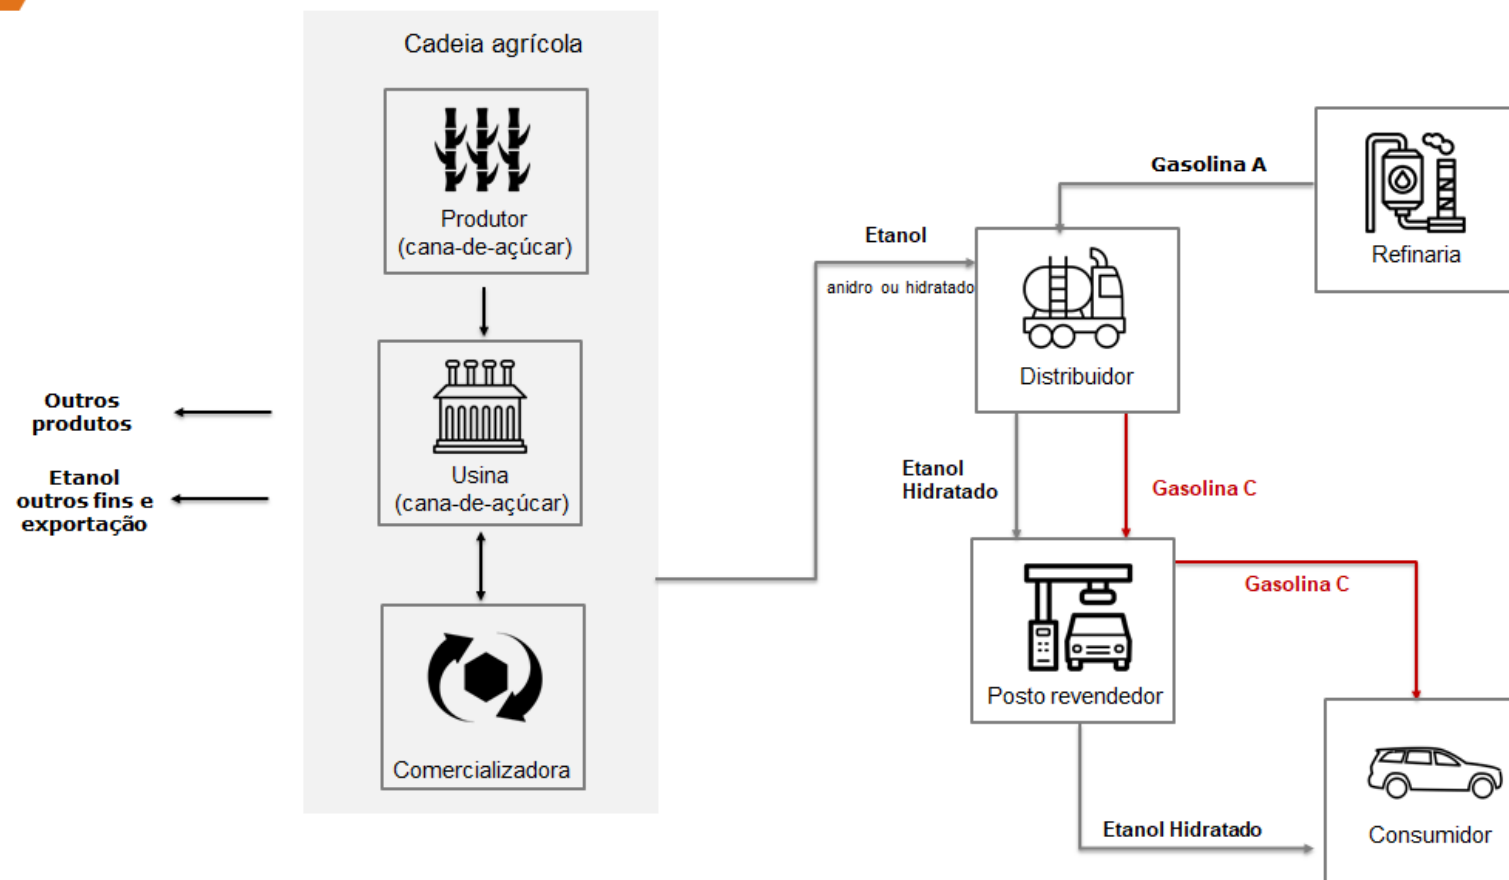 Cadeia agrícola
Produtor
(cana-de-açúcar)
Usina
(cana-de-açúcar)
Comercializadora
Outros
produtos
Etanol
outros fins e
exportação
Etanol
anidro ou hidratado
Gasolina A
Refinaria
Distribuidor
Etanol
Hidratado
Gasolina C
Posto revendedor
Gasolina C
Etanol Hidratado
Consumidor